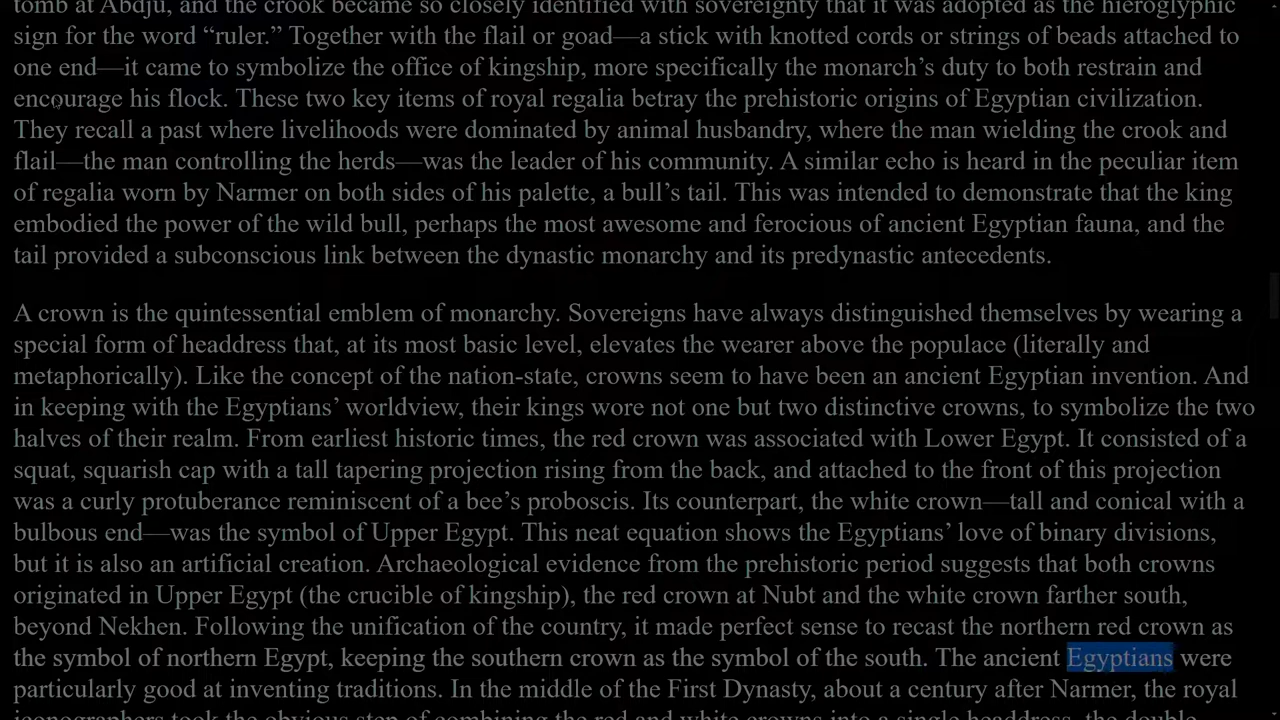 tomb at Abdju, and the crook became so closely identified with sovereignty that it was adopted as the hieroglyphic
sign for the word “ruler.” Together with the flail or goad—a stick with knotted cords or strings of beads attached to
one end—it came to symbolize the office of kingship, more specifically the monarch’s duty to both restrain and
encourage his flock. These two key items of royal regalia betray the prehistoric origins of Egyptian civilization.
They recall a past where livelihoods were dominated by animal husbandry, where the man wielding the crook and
flail—the man controlling the herds—was the leader of his community. A similar echo is heard in the peculiar item
of regalia worn by Narmer on both sides of his palette, a bull’s tail. This was intended to demonstrate that the king
embodied the power of the wild bull, perhaps the most awesome and ferocious of ancient Egyptian fauna, and the
tail provided a subconscious link between the dynastic monarchy and its predynastic antecedents.
A crown is the quintessential emblem of monarchy. Sovereigns have always distinguished themselves by wearing a
special form of headdress that, at its most basic level, elevates the wearer above the populace (literally and
metaphorically). Like the concept of the nation-state, crowns seem to have been an ancient Egyptian invention. And
in keeping with the Egyptians’ worldview, their kings wore not one but two distinctive crowns, to symbolize the two
halves of their realm. From earliest historic times, the red crown was associated with Lower Egypt. It consisted of a
squat, squarish cap with a tall tapering projection rising from the back, and attached to the front of this projection
was a curly protuberance reminiscent of a bee’s proboscis. Its counterpart, the white crown—tall and conical with a
bulbous end—was the symbol of Upper Egypt. This neat equation shows the Egyptians’ love of binary divisions,
but it is also an artificial creation. Archaeological evidence from the prehistoric period suggests that both crowns
originated in Upper Egypt (the crucible of kingship), the red crown at Nubt and the white crown farther south,
beyond Nekhen. Following the unification of the country, it made perfect sense to recast the northern red crown as
the symbol of northern Egypt, keeping the southern crown as the symbol of the south. The ancient Egyptians were
particularly good at inventing traditions. In the middle of the First Dynasty, about a century after Narmer, the royal
iconographers took the obvious step of combining the red and white crowns into a single headdress, the double